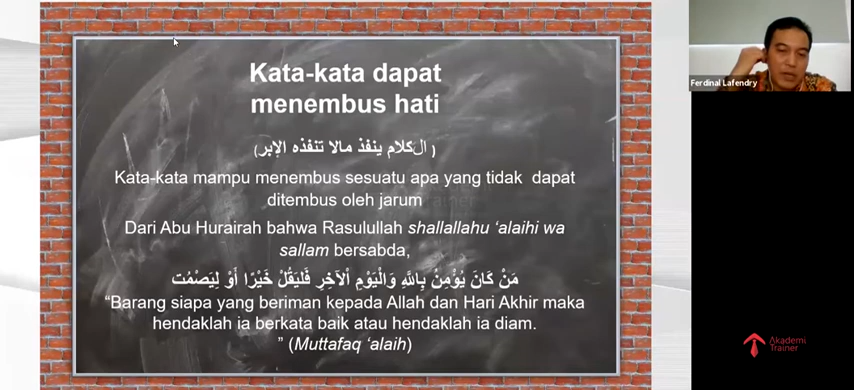 Kata-kata dapat
menembus hati
( الكلام ينفذ مالا تنفذه الإبر)
Kata-kata mampu menembus sesuatu apa yang tidak dapat
ditembus oleh jarum
Dari Abu Hurairah bahwa Rasulullah shallallahu ‘alaihi wa
sallam bersabda,
مَنْ كَانَ يُؤْمِنُ بِاللَّهِ وَالْيَوْمِ الْآخِرِ فَلْيَقُلْ خَيْرًا أَوْ لِيَصْمُت
“Barang siapa yang beriman kepada Allah dan Hari Akhir maka
hendaklah ia berkata baik atau hendaklah ia diam.
” (Muttafaq ‘alaih)
Ferdinal Lafendry
Akademi
Trainer